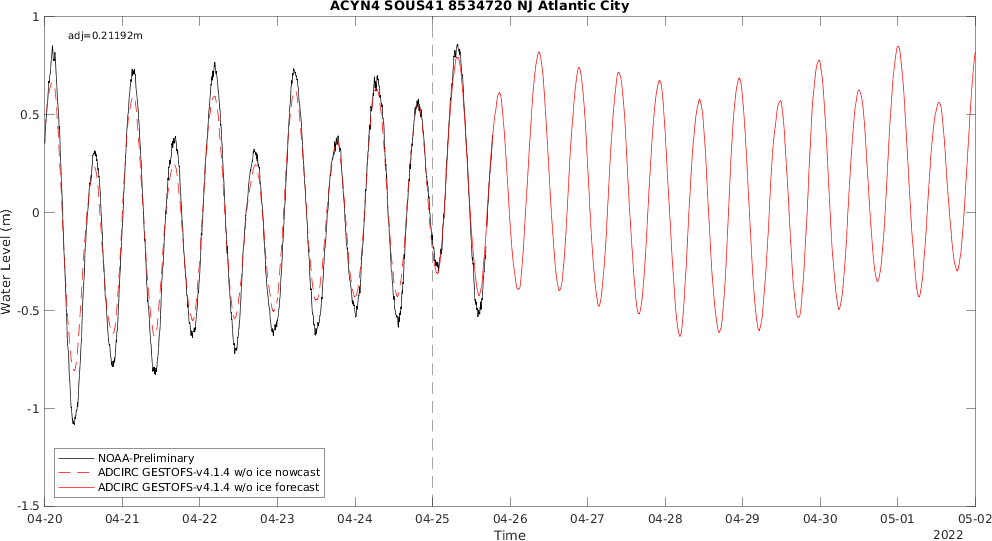 ACYN4 SOUS41 8534720 NJ Atlantic City
adj=0.21192m
Water Level (m)
1
0.5
0
-0.5
-1
-1.5
NOAA-Preliminary
ADCIRC GESTOFS-v4.1.4 w/o ice nowcast
ADCIRC GESTOFS-v4.1.4 w/o ice forecast
04-20 04-21 04-22 04-23 04-24 04-25 04-26 04-27 04-28 04-29 04-30 05-01 05-02
Time
2022